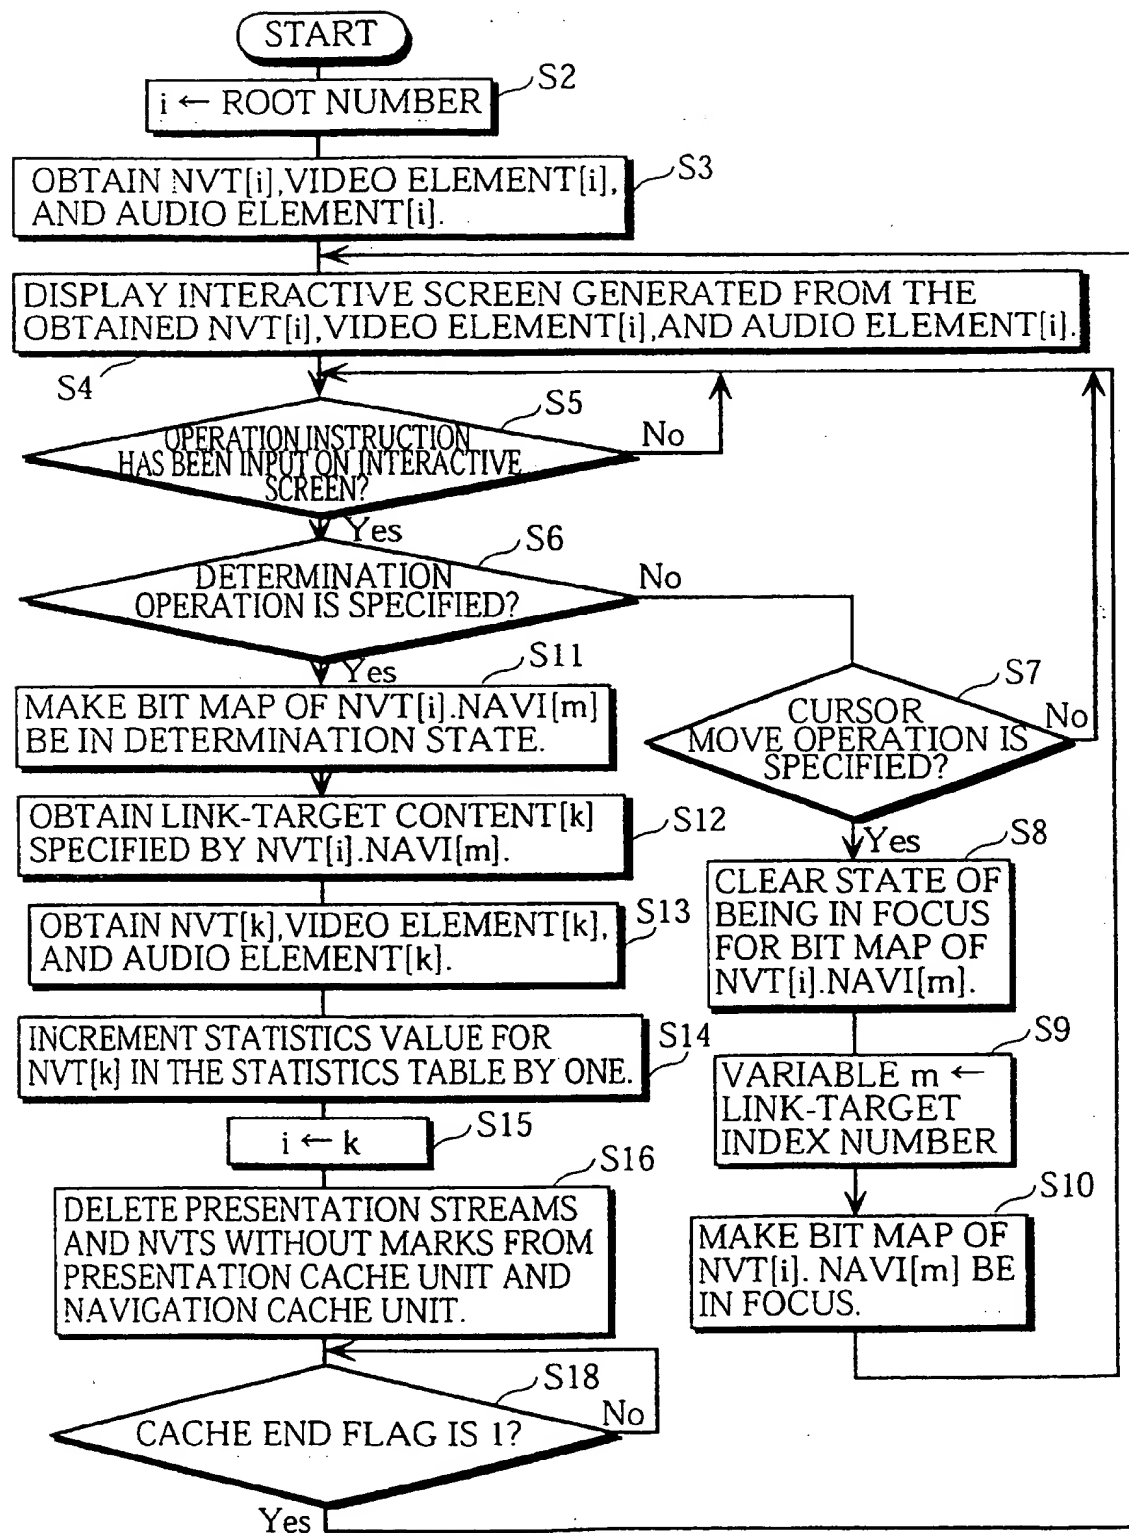 START
S2
i ← ROOT NUMBER
S3
OBTAIN NVT[i],VIDEO ELEMENT[i],
AND AUDIO ELEMENT[i].
DISPLAY INTERACTIVE SCREEN GENERATED FROM THE
OBTAINED NVT[i],VIDEO ELEMENT[i],AND AUDIO ELEMENT[i].
S4
S5
OPERATION INSTRUCTION
HAS BEEN INPUT ON INTERACTIVE
SCREEN?
No
Yes
S6
DETERMINATION
OPERATION IS SPECIFIED?
No
Yes
S11
MAKE BIT MAP OF NVT[i].NAVI[m]
BE IN DETERMINATION STATE.
S7
CURSOR
MOVE OPERATION IS
SPECIFIED?
No
Yes
S12
OBTAIN LINK-TARGET CONTENT[k]
SPECIFIED BY NVT[i].NAVI[m].
S8
CLEAR STATE OF
BEING IN FOCUS
FOR BIT MAP OF
NVT[i].NAVI[m].
S13
OBTAIN NVT[k],VIDEO ELEMENT[k],
AND AUDIO ELEMENT[k].
S14
INCREMENT STATISTICS VALUE FOR
NVT[k] IN THE STATISTICS TABLE BY ONE.
S9
VARIABLE m ←
LINK-TARGET
INDEX NUMBER
S15
i ← k
S16
DELETE PRESENTATION STREAMS
AND NVTS WITHOUT MARKS FROM
PRESENTATION CACHE UNIT AND
NAVIGATION CACHE UNIT.
S10
MAKE BIT MAP OF
NVT[i]. NAVI[m] BE
IN FOCUS.
S18
CACHE END FLAG IS 1?
No
Yes